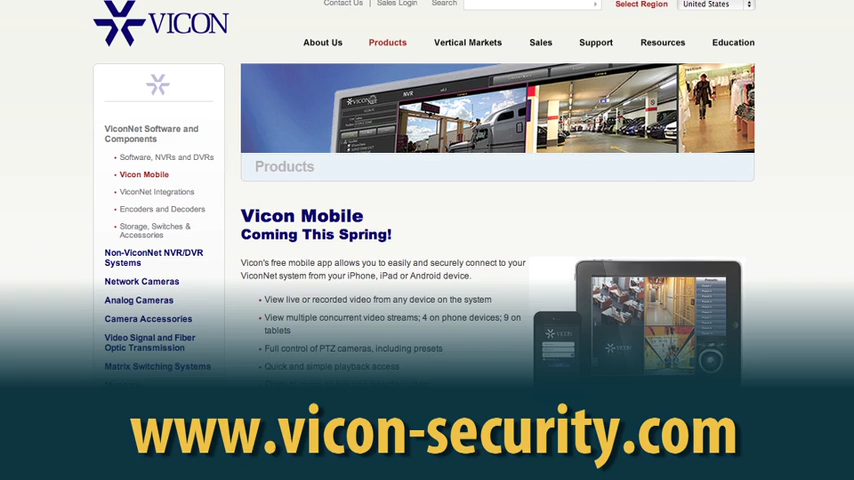 Contact Us | Sales Login Search Select Region United States
VICON
About Us Products Vertical Markets Sales Support Resources Education
ViconNet Software and
Components
• Software, NVRs and DVRs
• Vicon Mobile
• ViconNet Integrations
• Encoders and Decoders
• Storage, Switches &
Accessories
Non-ViconNet NVR/DVR
Systems
Network Cameras
Analog Cameras
Camera Accessories
Video Signal and Fiber
Optic Transmission
Matrix Switching Systems
NVR
Products
Vicon Mobile
Coming This Spring!
Vicon's free mobile app allows you to easily and securely connect to your
ViconNet system from your iPhone, iPad or Android device.
• View live or recorded video from any device on the system
• View multiple concurrent video streams; 4 on phone devices; 9 on
tablets
• Full control of PTZ cameras, including presets
• Quick and simple playback access
VICON
VICON
www.vicon-security.com